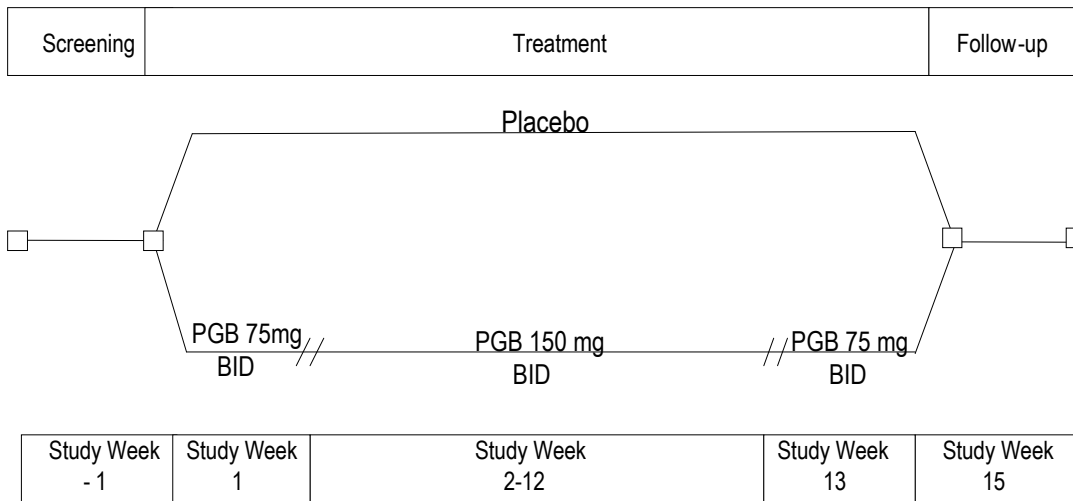 Screening
Treatment
Follow-up
Placebo
PGB 75mg
BID
PGB 150 mg
BID
PGB 75 mg
BID
Study Week
- 1
Study Week
1
Study Week
2-12
Study Week
13
Study Week
15